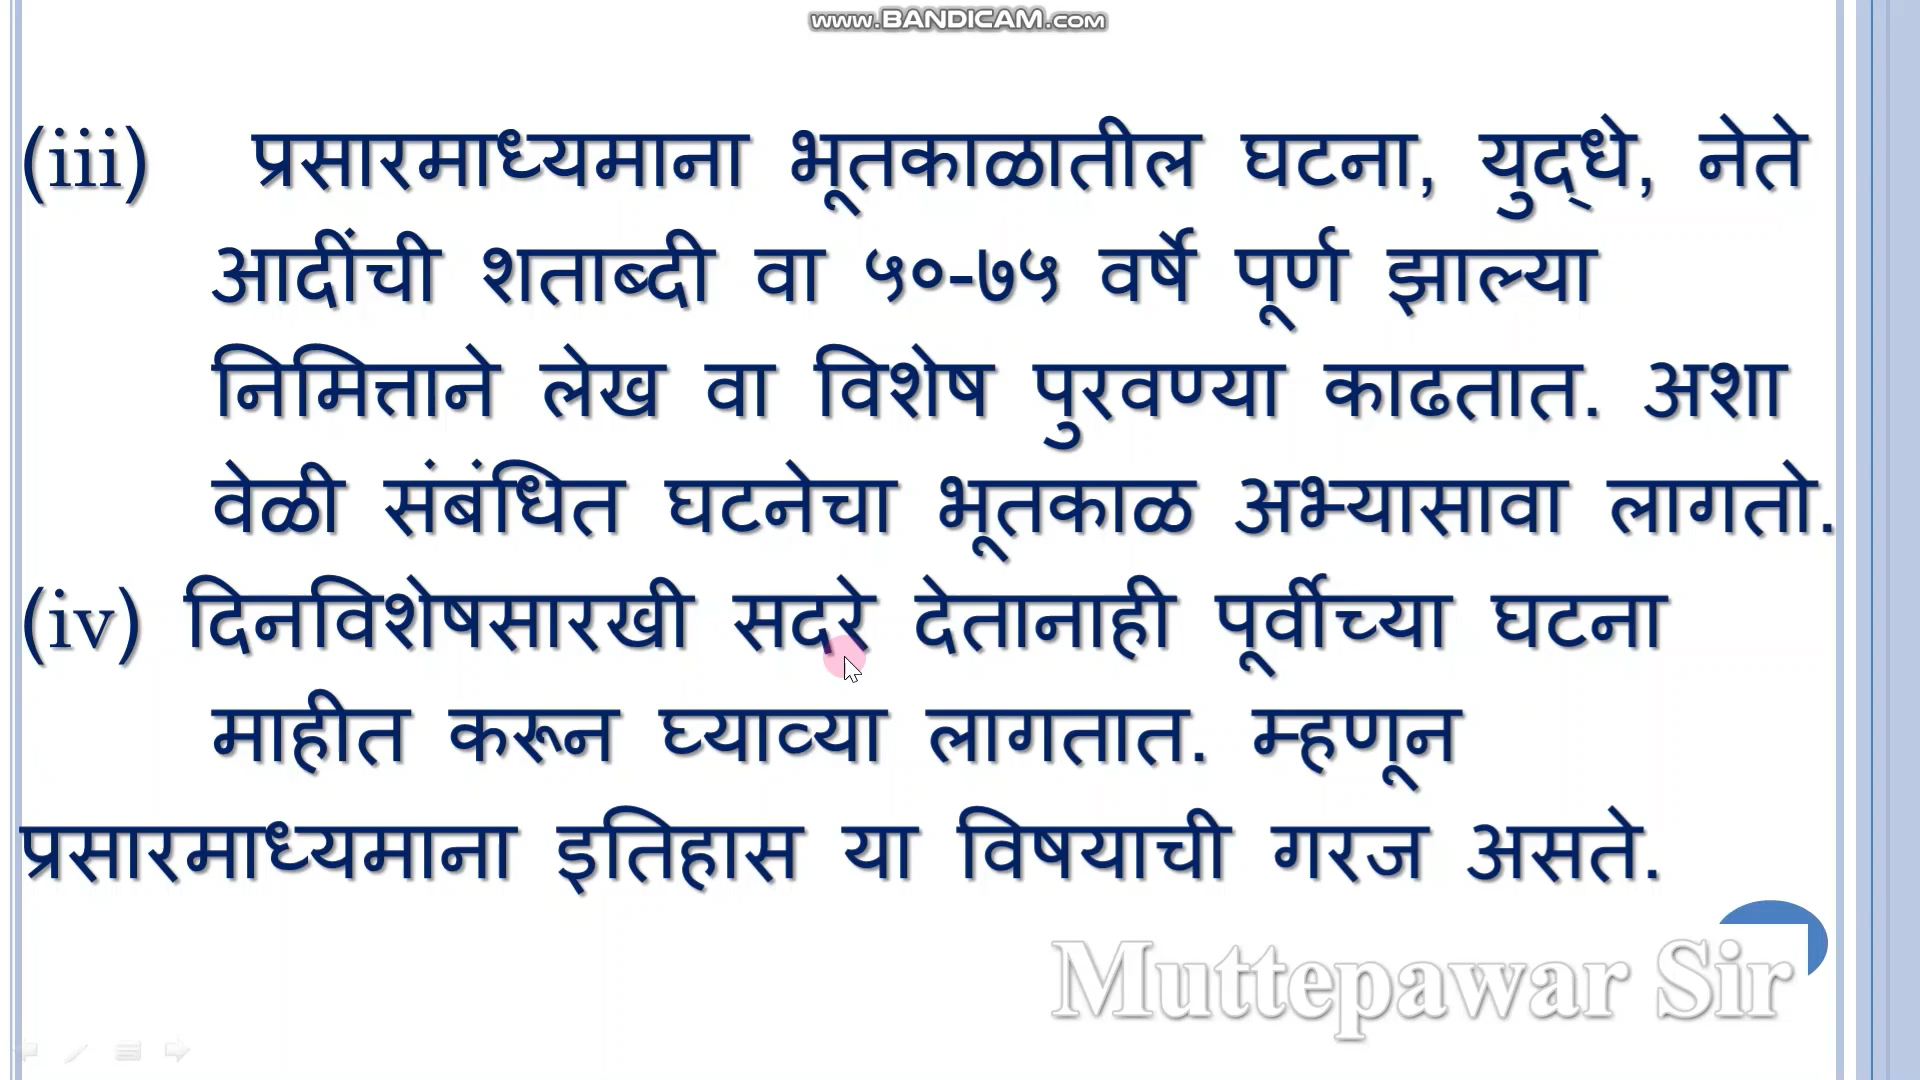 www.BANDICAM.com
(iii) प्रसारमाध्यमाना भूतकाळातील घटना, युद्‌धे, नेते
आदींची शताब्दी वा ५०-७५ वर्षे पूर्ण झाल्या
निमित्ताने लेख वा विशेष पुरवण्या काढतात. अशा
वेळी संबंधित घटनेचा भूतकाळ अभ्यासावा लागतो.
(iv) दिनविशेषसारखी सदरे देतानाही पूर्वीच्या घटना
माहीत करून घ्याव्या लागतात. म्हणून
प्रसारमाध्यमाना इतिहास या विषयाची गरज असते.
Muttepawar Sir